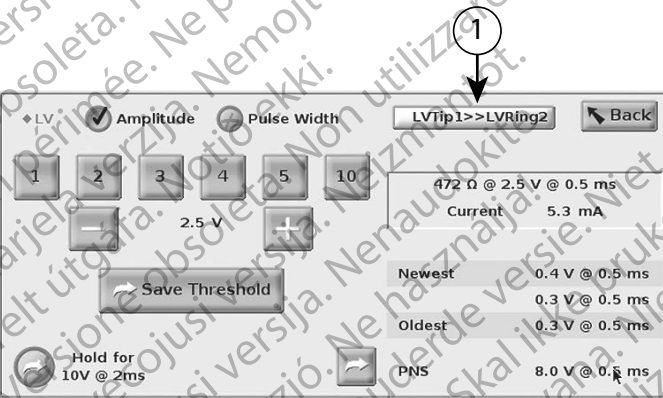 1
LV
Amplitude
Pulse Width
LVTip1>>LVRing2
Back
1 2 3 4 5 10
2.5 V
472 Ω @ 2.5 V @ 0.5 ms
Current 5.3 mA
Save Threshold
Newest 0.4 V @ 0.5 ms
0.3 V @ 0.5 ms
Oldest 0.3 V @ 0.5 ms
Hold for
10V @ 2ms
PNS 8.0 V @ 0.5 ms